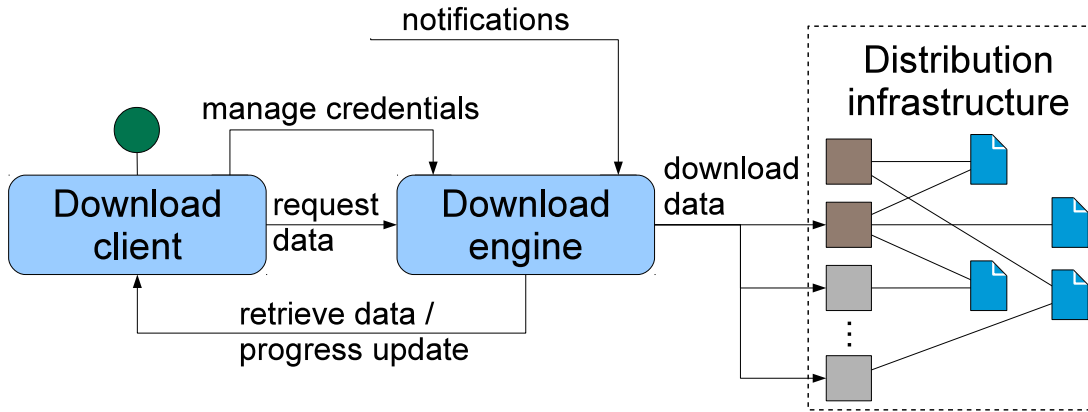 notifications
Distribution
infrastructure
manage credentials
Download
client
request
data
Download
engine
download
data
retrieve data /
progress update